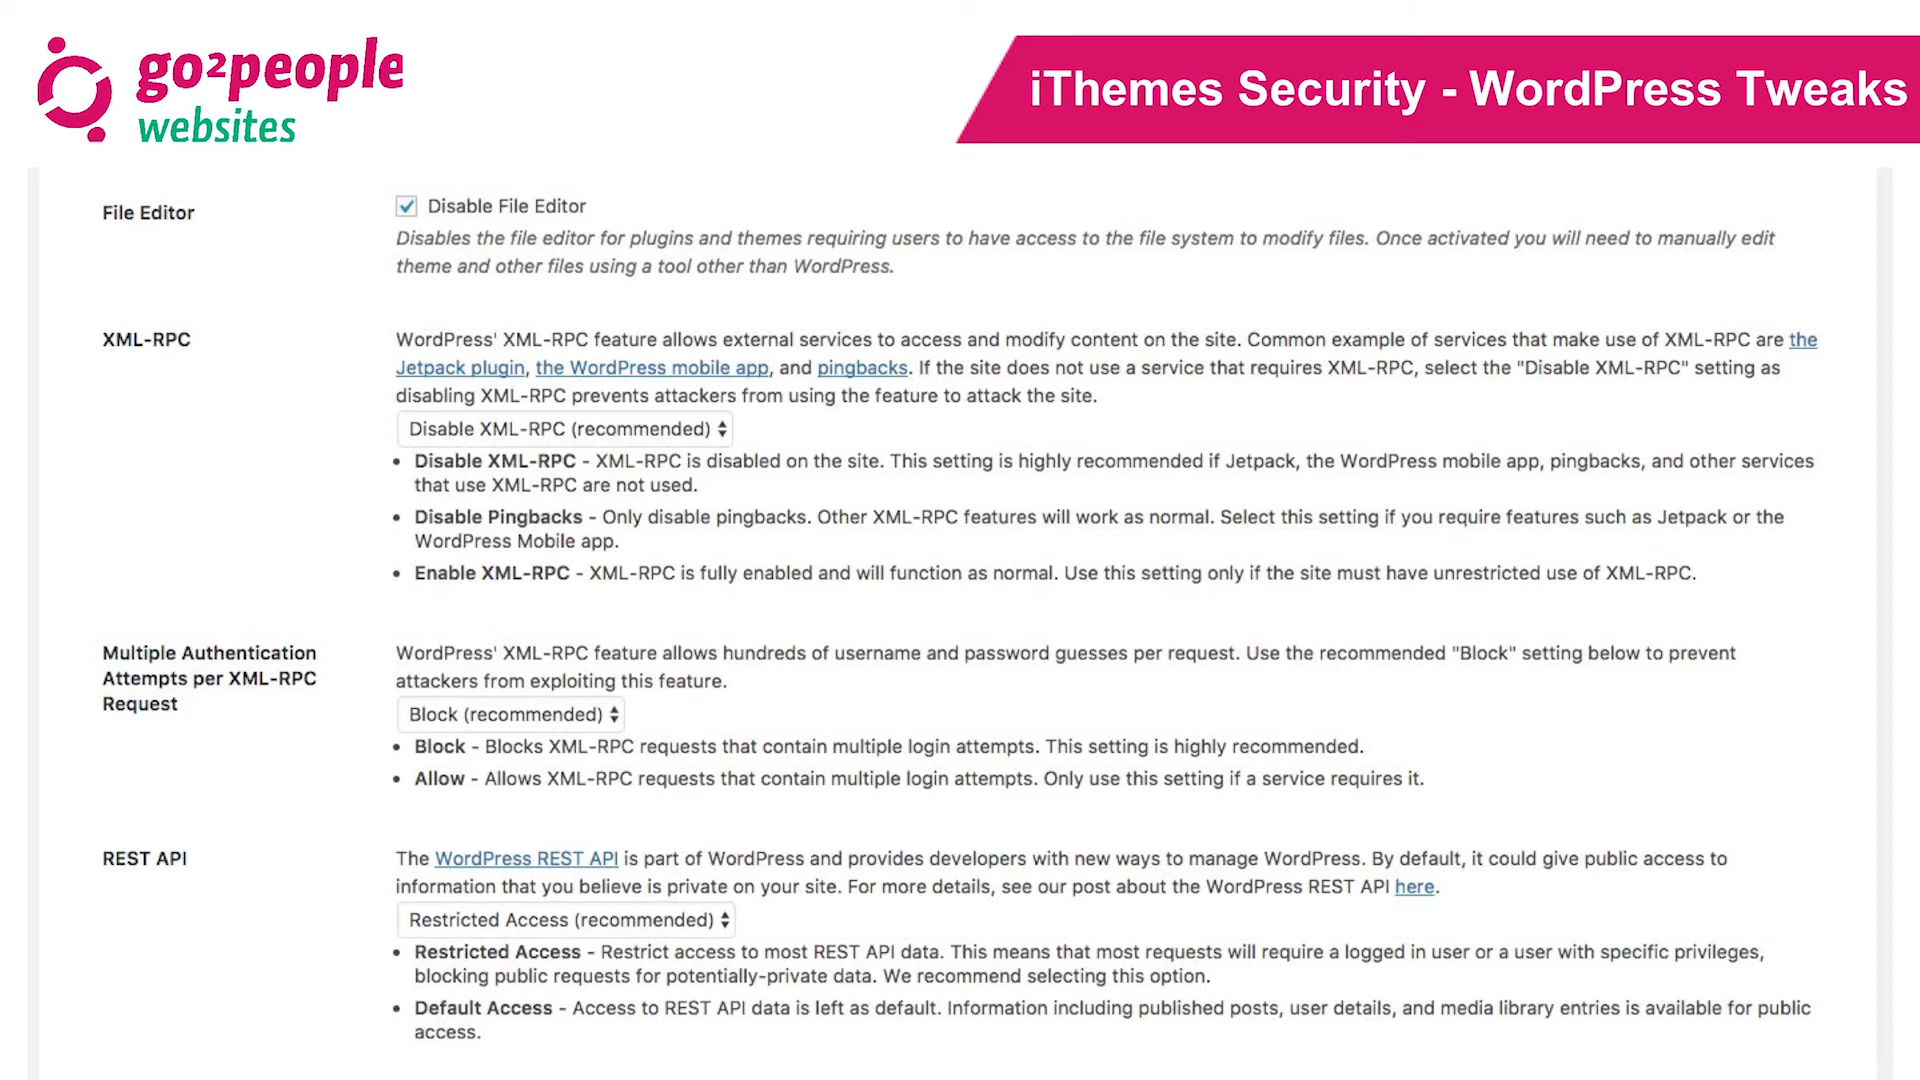 go2people
websites
iThemes Security - WordPress Tweaks
File Editor
Disable File Editor
Disables the file editor for plugins and themes requiring users to have access to the file system to modify files. Once activated you will need to manually edit
theme and other files using a tool other than WordPress.
XML-RPC
WordPress' XML-RPC feature allows external services to access and modify content on the site. Common example of services that make use of XML-RPC are the
Jetpack plugin, the WordPress mobile app, and pingbacks. If the site does not use a service that requires XML-RPC, select the "Disable XML-RPC" setting as
disabling XML-RPC prevents attackers from using the feature to attack the site.
Disable XML-RPC (recommended)
• Disable XML-RPC - XML-RPC is disabled on the site. This setting is highly recommended if Jetpack, the WordPress mobile app, pingbacks, and other services
that use XML-RPC are not used.
• Disable Pingbacks - Only disable pingbacks. Other XML-RPC features will work as normal. Select this setting if you require features such as Jetpack or the
WordPress Mobile app.
• Enable XML-RPC - XML-RPC is fully enabled and will function as normal. Use this setting only if the site must have unrestricted use of XML-RPC.
Multiple Authentication
Attempts per XML-RPC
Request
WordPress' XML-RPC feature allows hundreds of username and password guesses per request. Use the recommended "Block" setting below to prevent
attackers from exploiting this feature.
Block (recommended)
• Block - Blocks XML-RPC requests that contain multiple login attempts. This setting is highly recommended.
• Allow - Allows XML-RPC requests that contain multiple login attempts. Only use this setting if a service requires it.
REST API
The WordPress REST API is part of WordPress and provides developers with new ways to manage WordPress. By default, it could give public access to
information that you believe is private on your site. For more details, see our post about the WordPress REST API here.
Restricted Access (recommended)
• Restricted Access - Restrict access to most REST API data. This means that most requests will require a logged in user or a user with specific privileges,
blocking public requests for potentially-private data. We recommend selecting this option.
• Default Access - Access to REST API data is left as default. Information including published posts, user details, and media library entries is available for public
access.